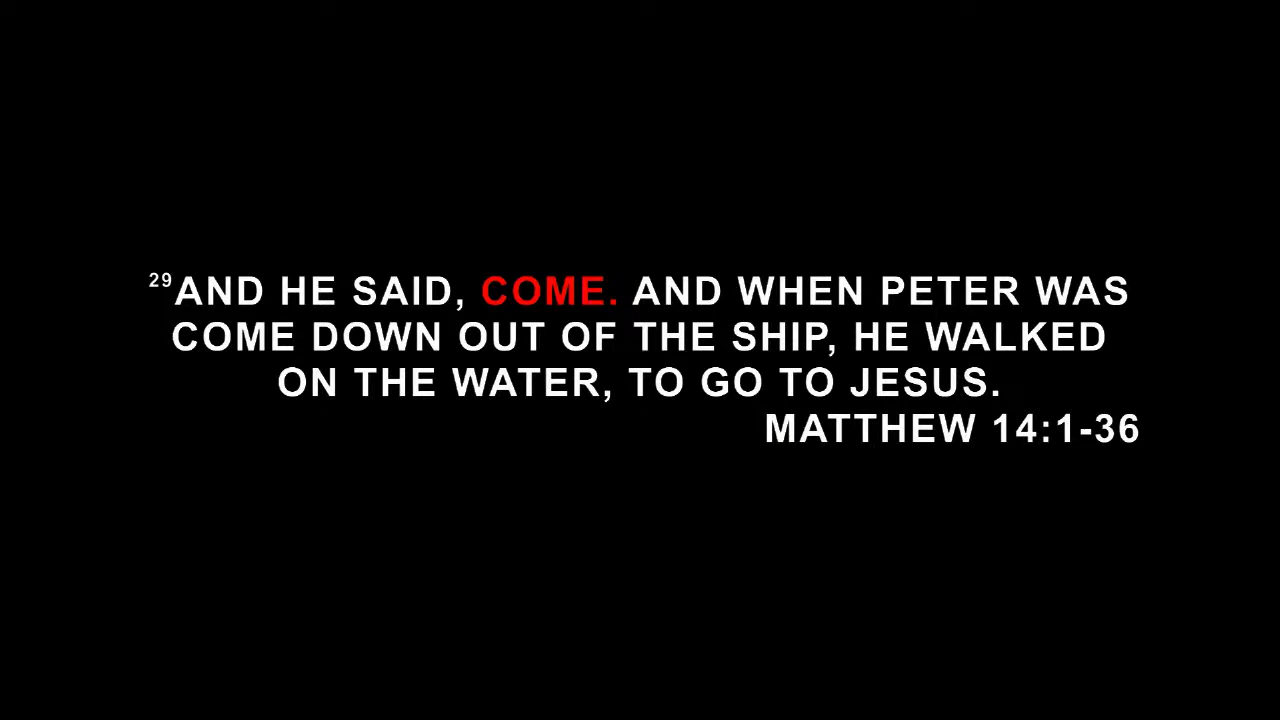 29AND HE SAID, COME. AND WHEN PETER WAS
COME DOWN OUT OF THE SHIP, HE WALKED
ON THE WATER, TO GO TO JESUS.
MATTHEW 14:1-36